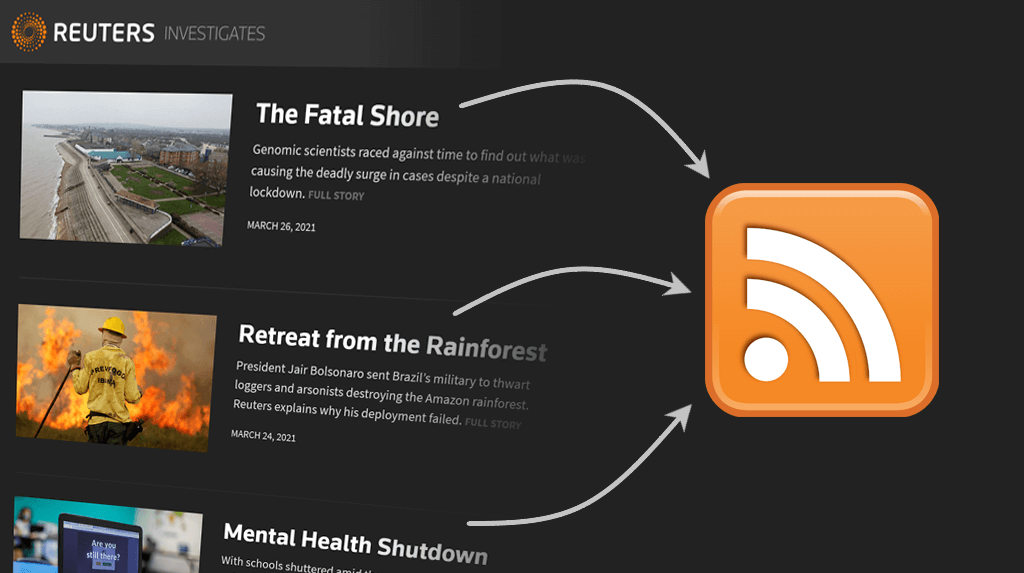 REUTERS INVESTIGATES
The Fatal Shore
Genomic scientists raced against time to find out what was
causing the deadly surge in cases despite a national
lockdown. FULL STORY
MARCH 26, 2021
Retreat from the Rainforest
PREVFOGO
IBAMA
President Jair Bolsonaro sent Brazil's military to thwart
loggers and arsonists destroying the Amazon rainforest.
Reuters explains why his deployment failed. FULL STORY
MARCH 24, 2021
Mental Health Shutdown
Are you
still there?
With schools shuttered amid